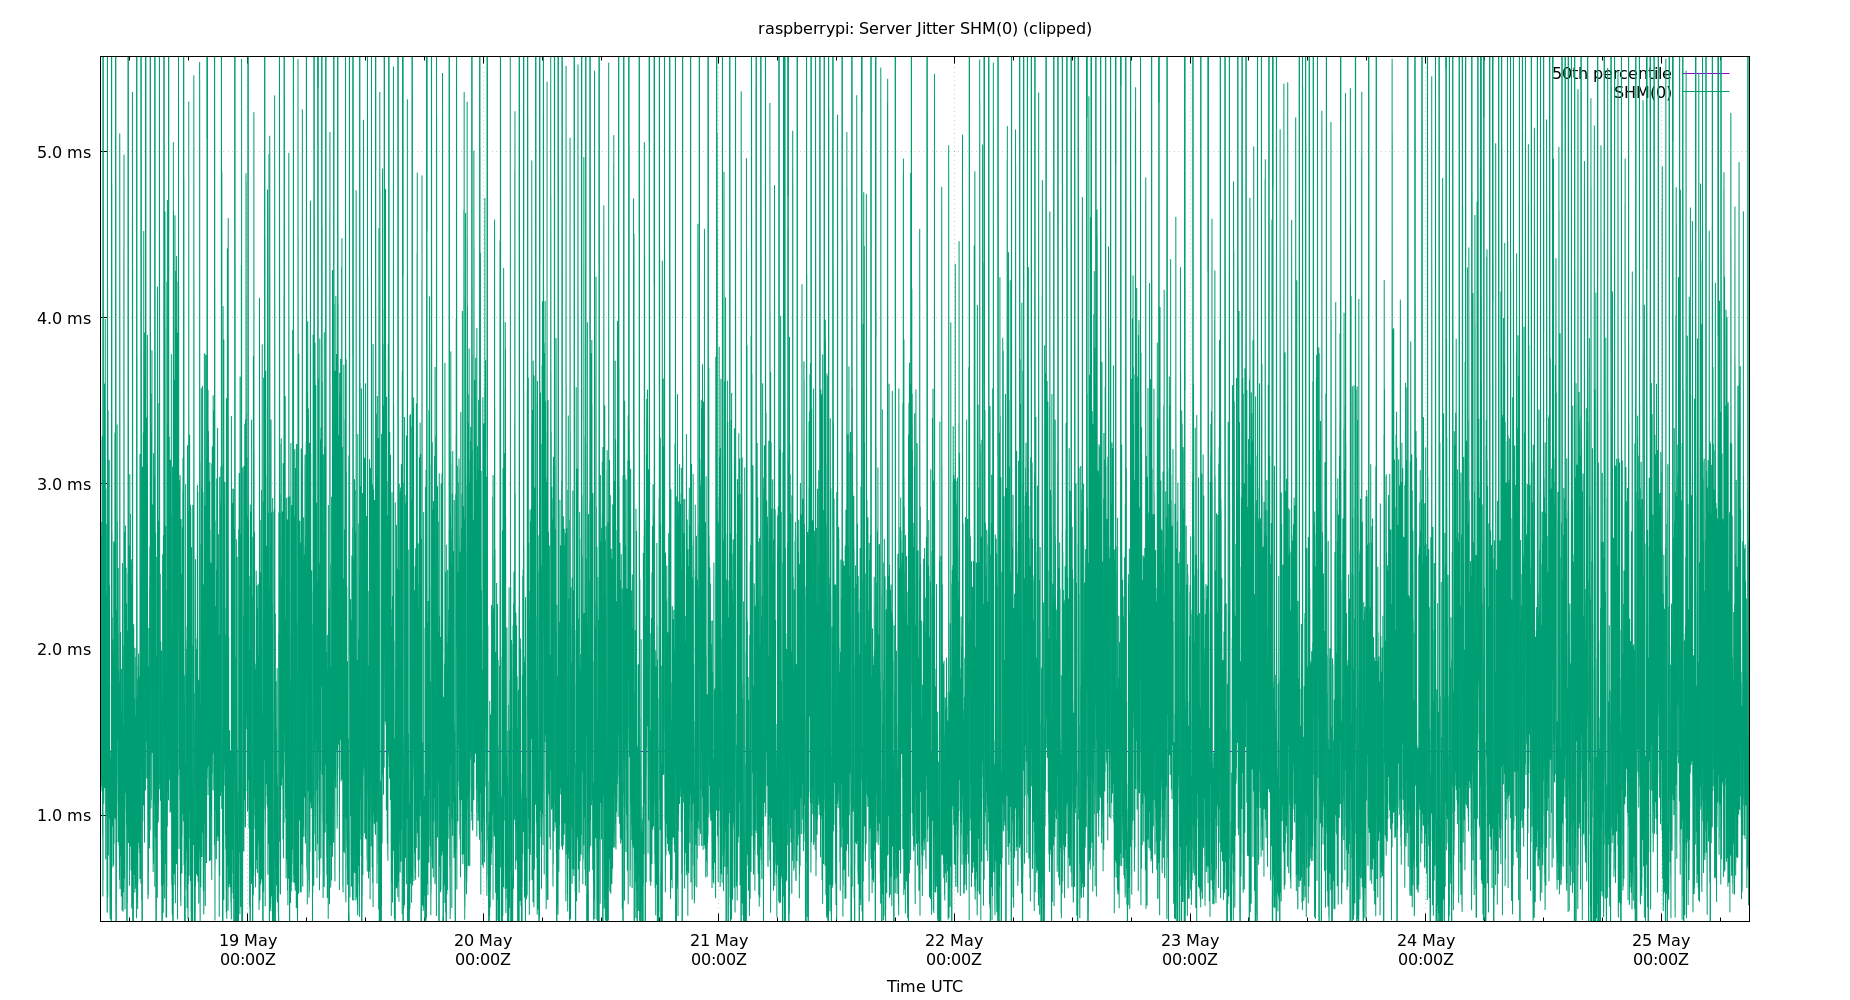 raspberrypi: Server Jitter SHM(0) (clipped)
50th percentile
SHM(0)
5.0 ms
4.0 ms
3.0 ms
2.0 ms
1.0 ms
19 May 20 May 21 May 22 May 23 May 24 May 25 May
00:00Z 00:00Z 00:00Z 00:00Z 00:00Z 00:00Z 00:00Z
Time UTC